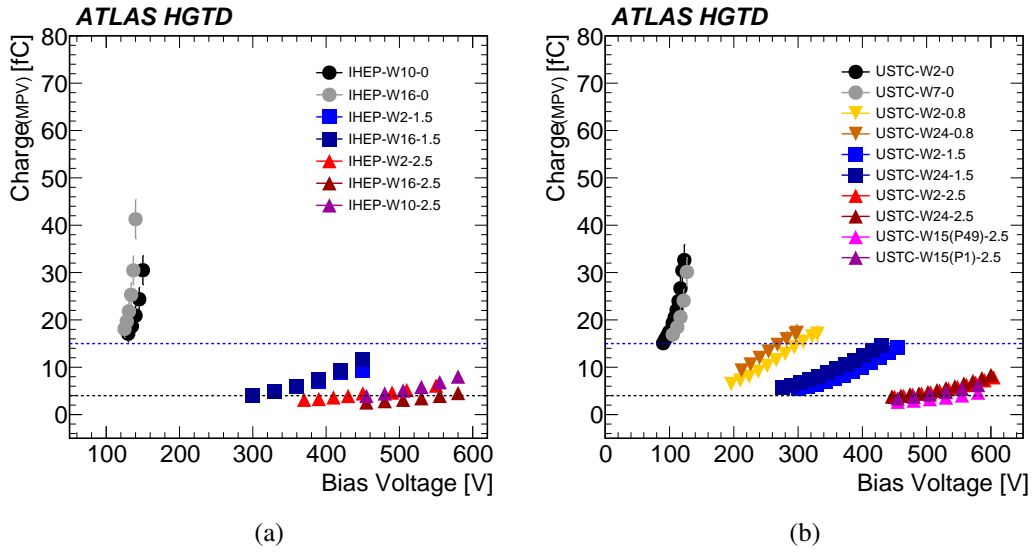 ATLAS HGTD
Charge(MPV) [fC]
80
70
60
50
40
30
20
10
0
IHEP-W10-0
IHEP-W16-0
IHEP-W2-1.5
IHEP-W16-1.5
IHEP-W2-2.5
IHEP-W16-2.5
IHEP-W10-2.5
100 200 300 400 500 600
Bias Voltage [V]
(a)
ATLAS HGTD
Charge(MPV) [fC]
80
70
60
50
40
30
20
10
0
USTC-W2-0
USTC-W7-0
USTC-W2-0.8
USTC-W24-0.8
USTC-W2-1.5
USTC-W24-1.5
USTC-W2-2.5
USTC-W24-2.5
USTC-W15(P49)-2.5
USTC-W15(P1)-2.5
0 100 200 300 400 500 600
Bias Voltage [V]
(b)